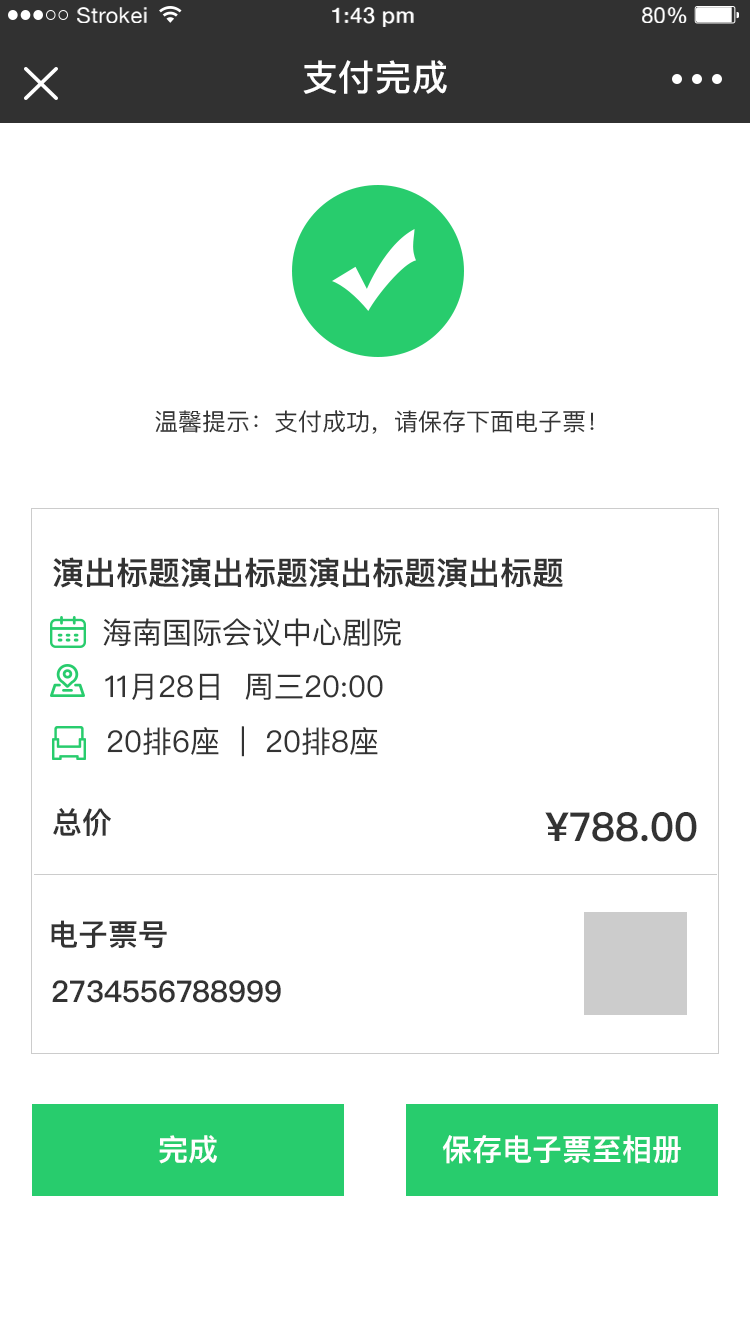 Strokei 1:43 pm 80%
支付完成
温馨提示：支付成功，请保存下面电子票！
演出标题演出标题演出标题演出标题
海南国际会议中心剧院
11月28日 周三20:00
20排6座 | 20排8座
总价 ¥788.00
电子票号
2734556788999
完成 保存电子票至相册